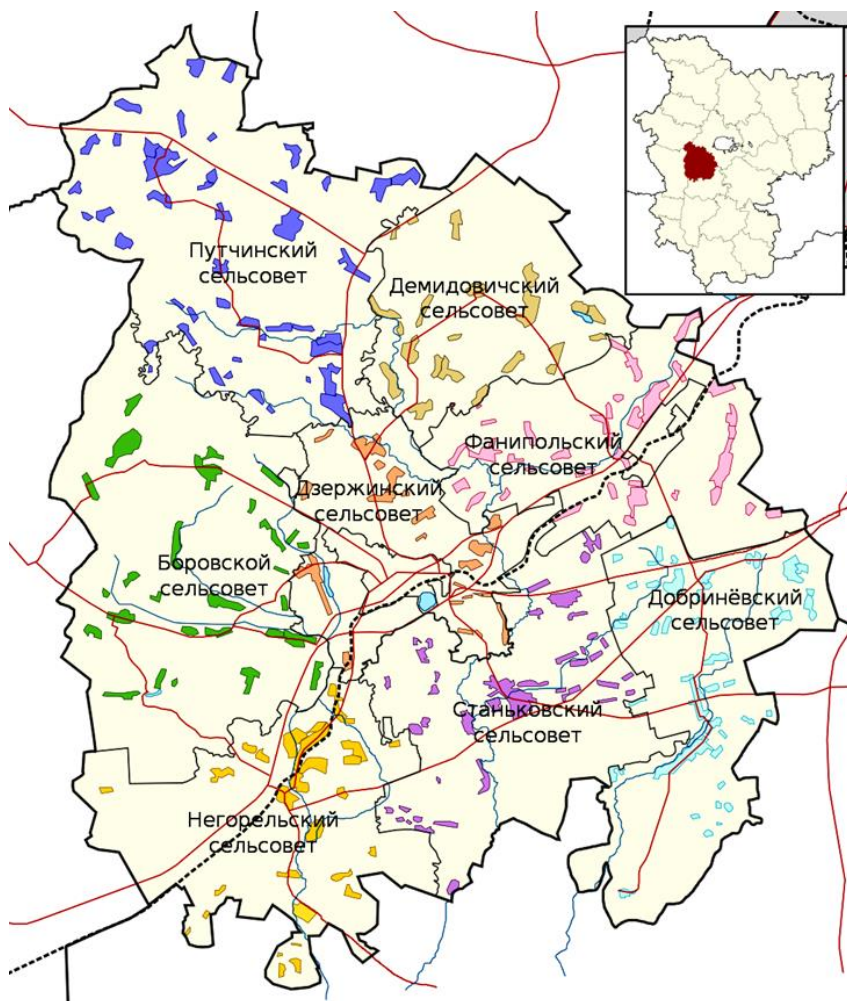 Путчинский
сельсовет
Демидовичский
сельсовет
Фанипольский
сельсовет
Дзержинский
сельсовет
Боровской
сельсовет
Добринёвский
сельсовет
Станьковский
сельсовет
Негорельский
сельсовет